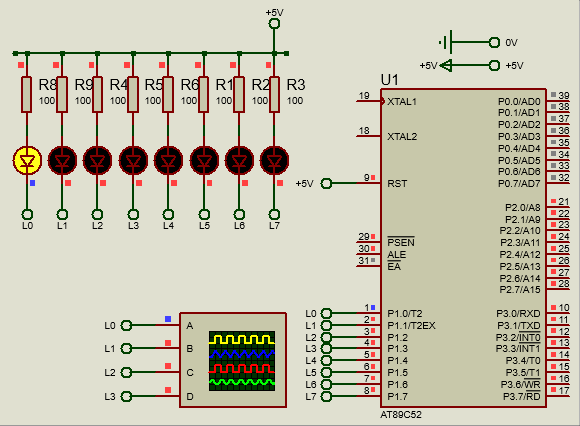 +5V
0V
+5V +5V
R8 R9 R4 R5 R6 R1 R2 R3
100 100 100 100 100 100 100 100
L0 L1 L2 L3 L4 L5 L6 L7
U1
19 XTAL1 P0.0/AD0 39
P0.1/AD1 38
P0.2/AD2 37
18 XTAL2 P0.3/AD3 36
P0.4/AD4 35
P0.5/AD5 34
P0.6/AD6 33
+5V 9 RST P0.7/AD7 32
P2.0/A8 21
P2.1/A9 22
P2.2/A10 23
29 PSEN P2.3/A11 24
30 ALE P2.4/A12 25
31 EA P2.5/A13 26
P2.6/A14 27
P2.7/A15 28
L0 1 P1.0/T2 P3.0/RXD 10
L1 2 P1.1/T2EX P3.1/TXD 11
L2 3 P1.2 P3.2/INT0 12
L3 4 P1.3 P3.3/INT1 13
L4 5 P1.4 P3.4/T0 14
L5 6 P1.5 P3.5/T1 15
L6 7 P1.6 P3.6/WR 16
L7 8 P1.7 P3.7/RD 17
AT89C52
L0 A
L1 B
L2 C
L3 D